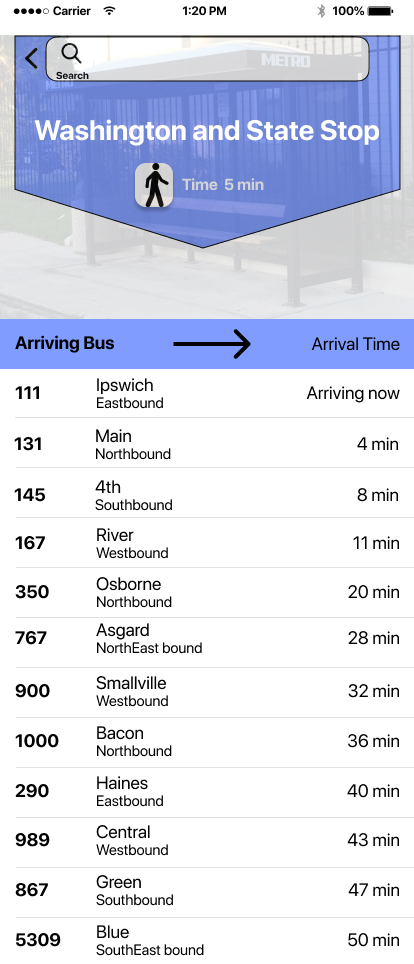 Carrier
1:20 PM
100%
METRO
Search
METRO
Washington and State Stop
Time 5 min
Arriving Bus
Arrival Time
111
Ipswich
Eastbound
Arriving now
131
Main
Northbound
4 min
145
4th
Southbound
8 min
167
River
Westbound
11 min
350
Osborne
Northbound
20 min
767
Asgard
NorthEast bound
28 min
900
Smallville
Westbound
32 min
1000
Bacon
Northbound
36 min
290
Haines
Eastbound
40 min
989
Central
Westbound
43 min
867
Green
Southbound
47 min
5309
Blue
SouthEast bound
50 min